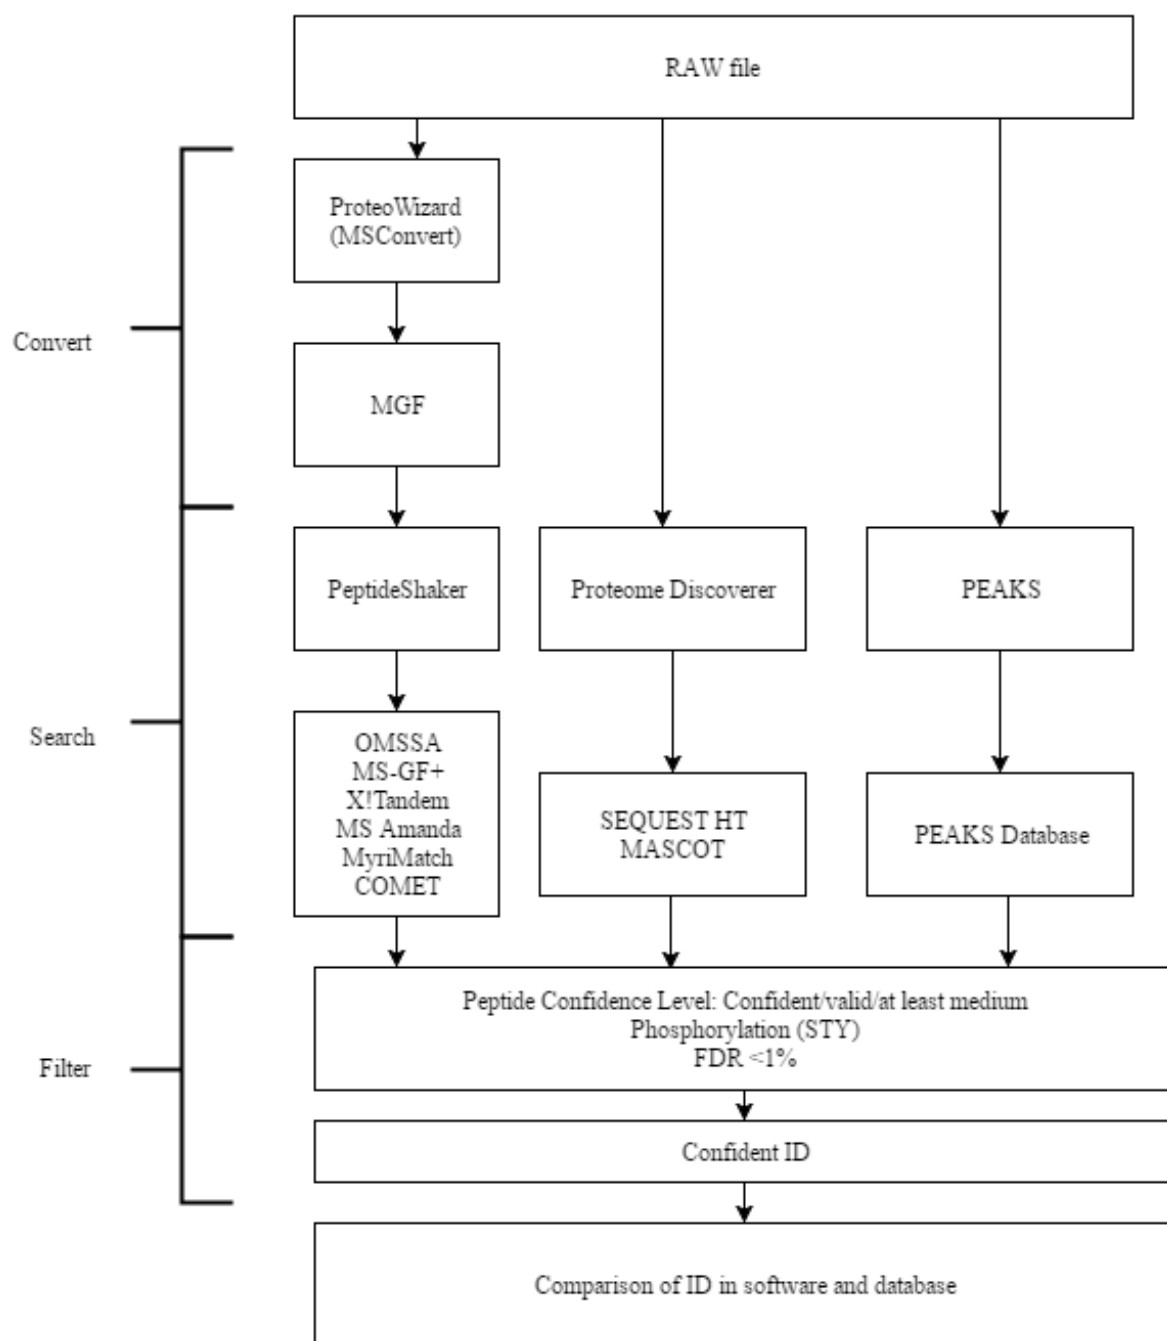 RAW file
ProteoWizard
(MSConvert)
Convert
MGF
PeptideShaker
Proteome Discoverer
PEAKS
Search
OMSSA
MS-GF+
X!Tandem
MS Amanda
MyriMatch
COMET
SEQUEST HT
MASCOT
PEAKS Database
Peptide Confidence Level: Confident/valid/at least medium
Phosphorylation (STY)
FDR <1%
Filter
Confident ID
Comparison of ID in software and database